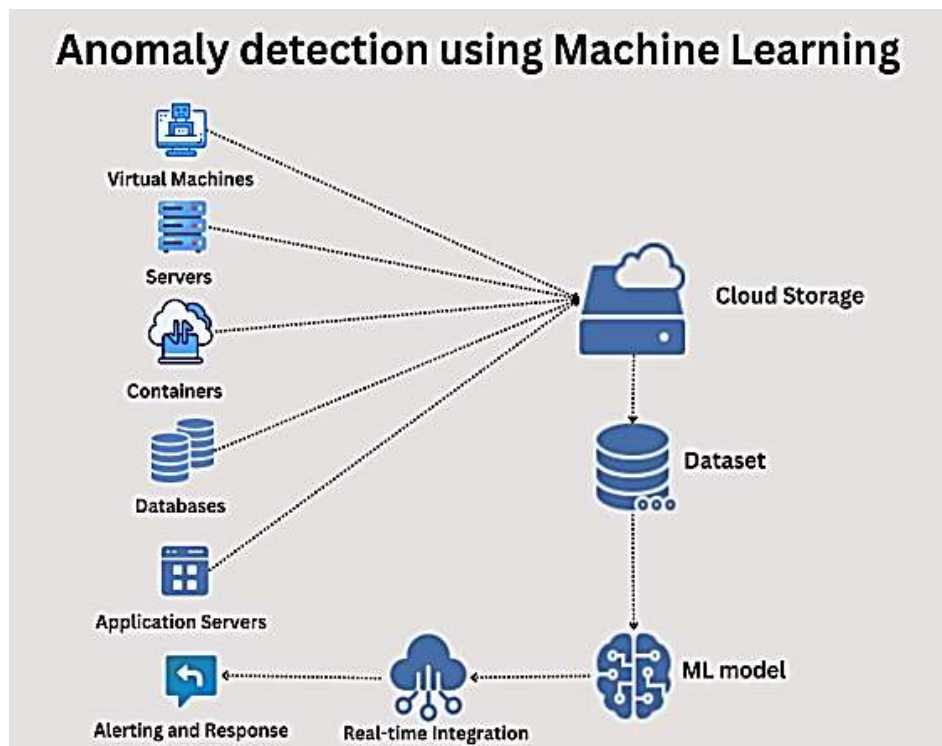 Anomaly detection using Machine Learning
Virtual Machines
Servers
Cloud Storage
Containers
Dataset
Databases
Application Servers
ML model
Alerting and Response
Real-time Integration